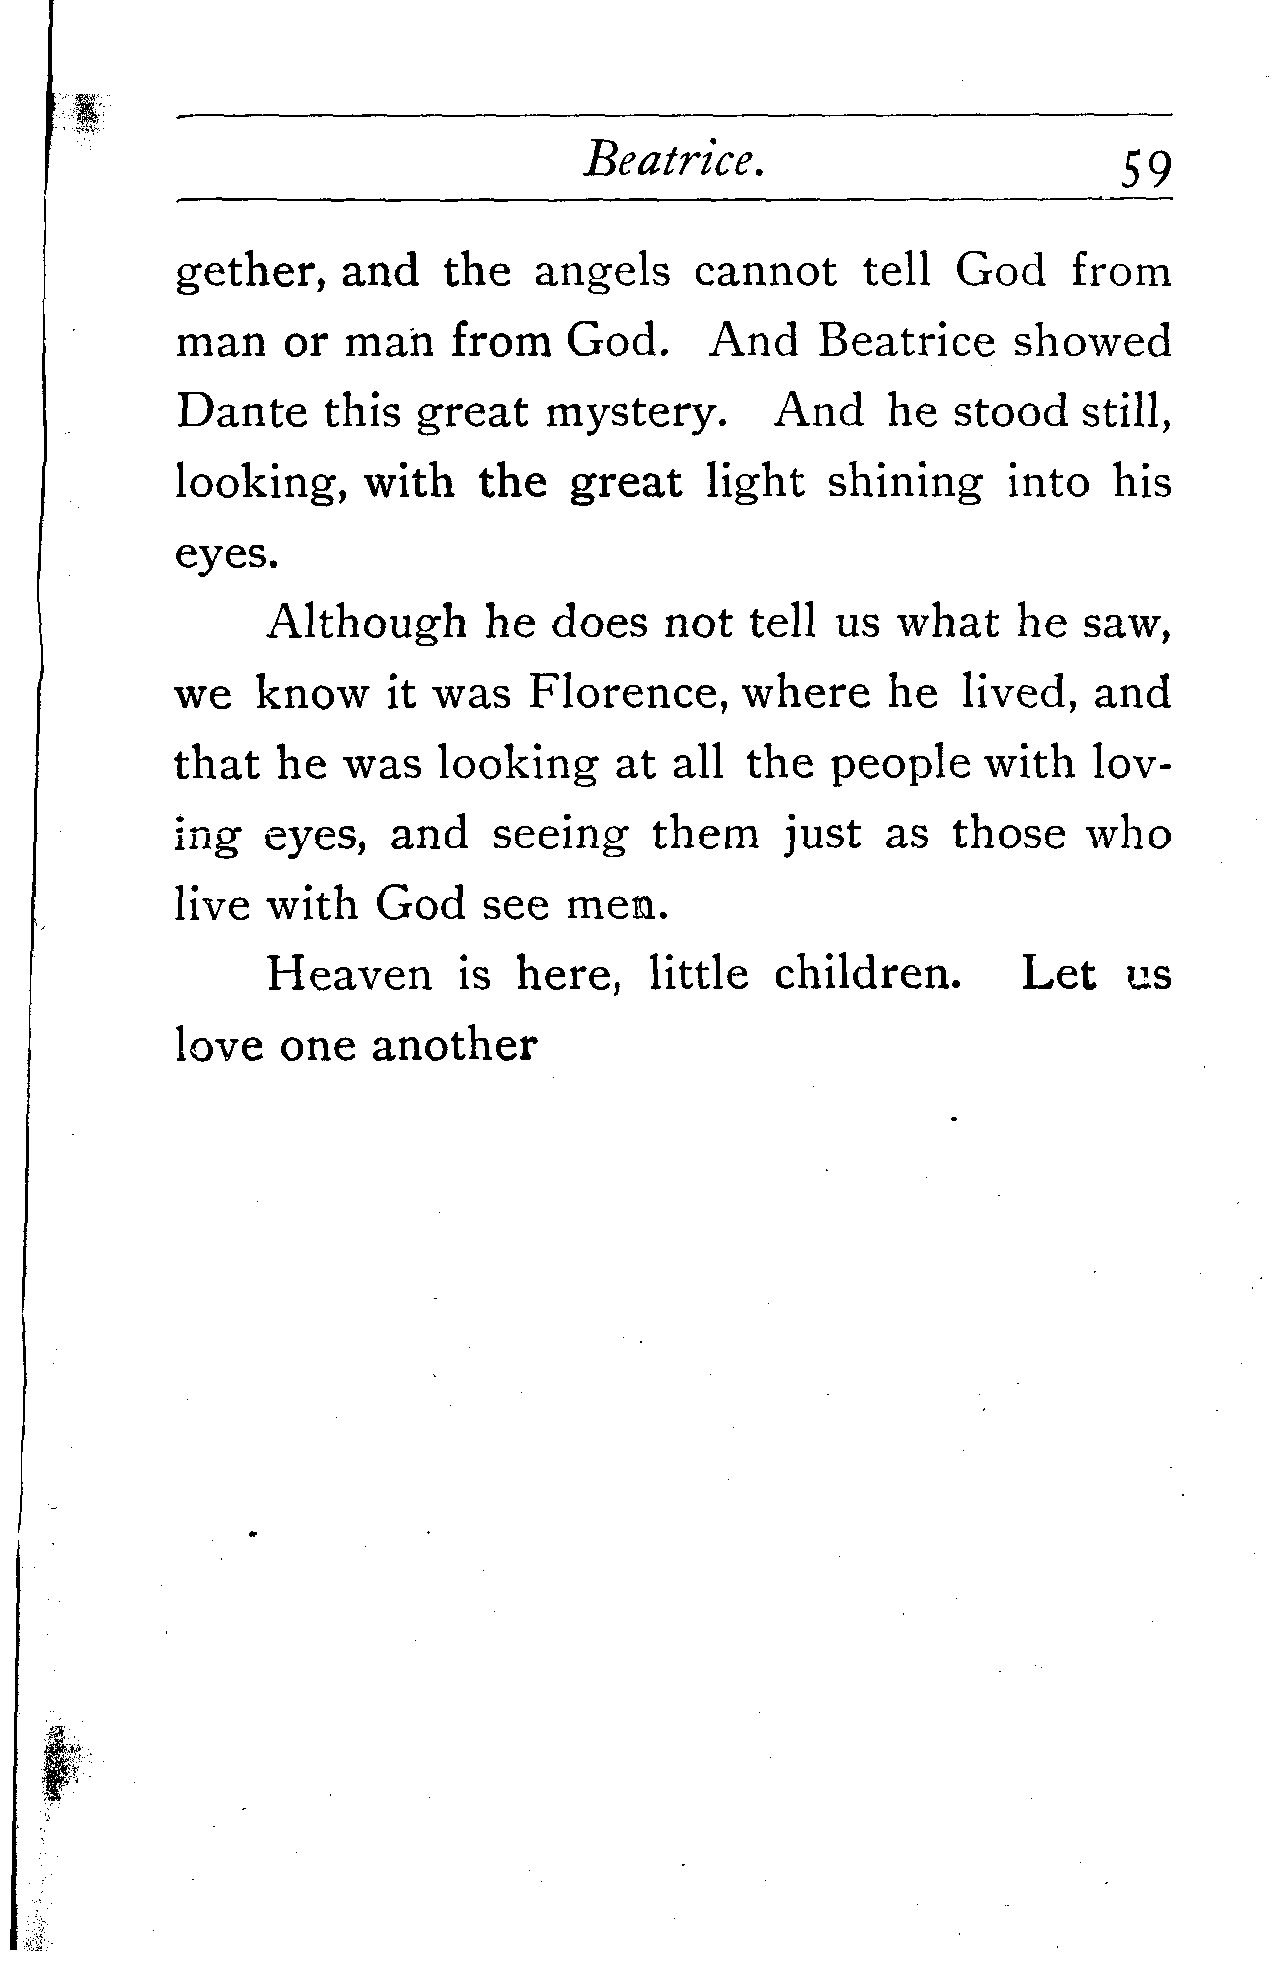 Beatrice. 59
gether, and the angels cannot tell God from
man or man from God. And Beatrice showed
Dante this great mystery. And he stood still,
looking, with the great light shining into his
eyes.
Although he does not tell us what he saw,
we know it was Florence, where he lived, and
that he was looking at all the people with lov-
ing eyes, and seeing them just as those who
live with God see men.
Heaven is here, little children. Let us
love one another